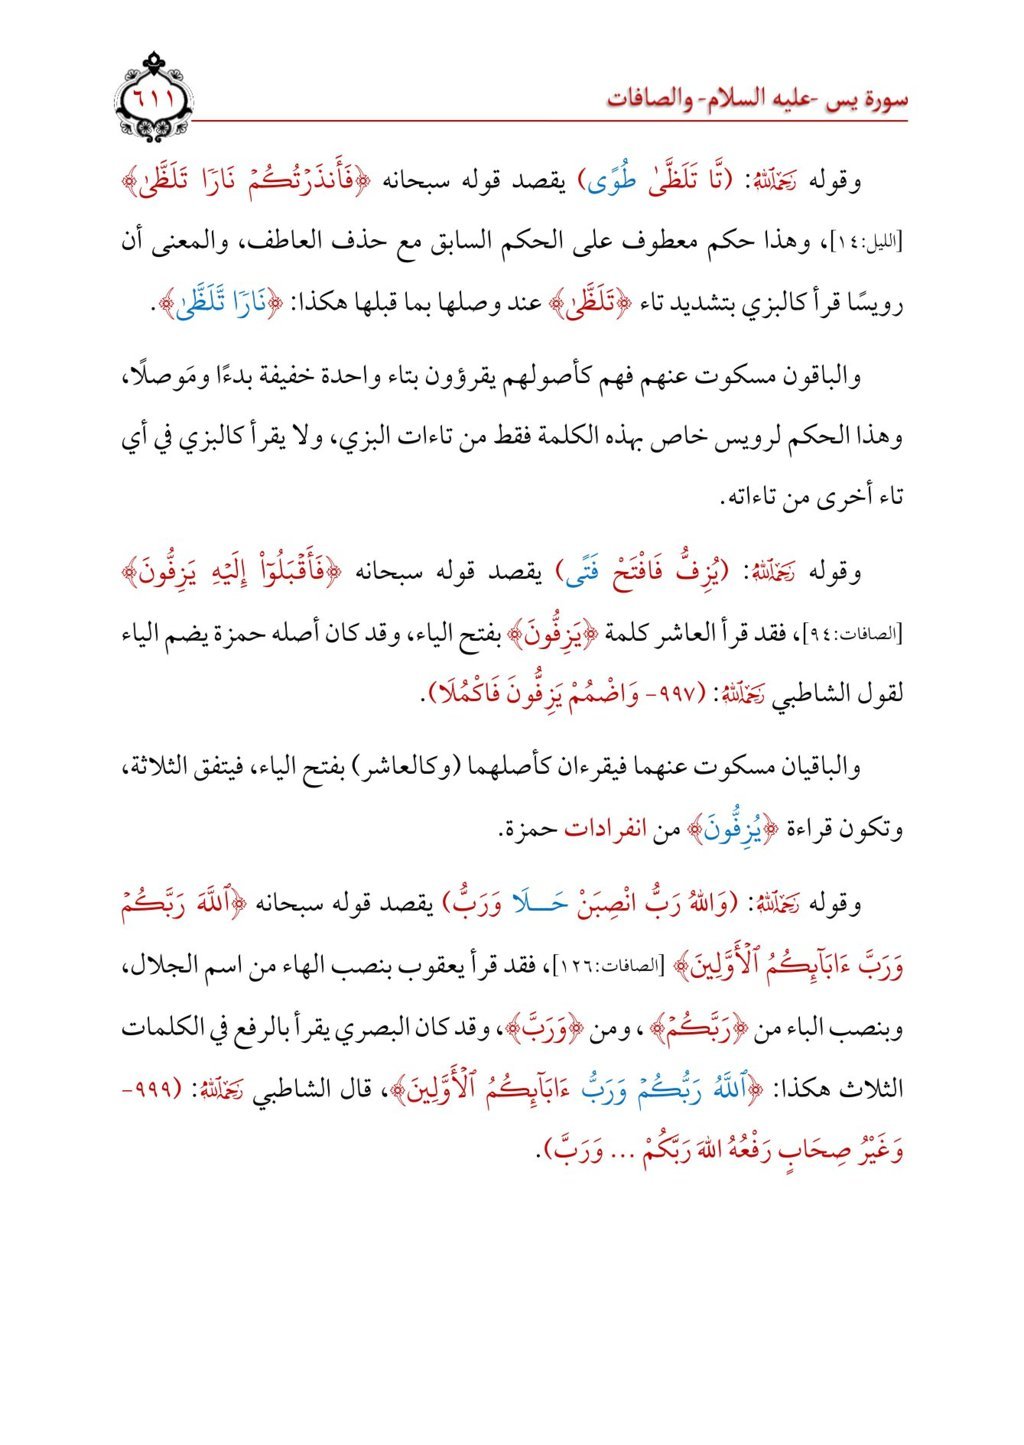 سورة يس -عليه السلام- والصافات
٦١١
وقوله رَحِمَهُ ٱللَّهُ: (تَّا تَلَظَّىٰ طُوًى) يقصد قوله سبحانه ﴿فَأَنذَرۡتُكُمۡ نَارٗا تَلَظَّىٰ﴾
[الليل:١٤]، وهذا حكم معطوف على الحكم السابق مع حذف العاطف، والمعنى أن
رويسًا قرأ كالبزي بتشديد تاء ﴿تَلَظَّىٰ﴾ عند وصلها بما قبلها هكذا: ﴿نَارٗا تَّلَظَّىٰ﴾.
والباقون مسكوت عنهم فهم كأصولهم يقرؤون بتاء واحدة خفيفة بدءًا ومَوصلًا،
وهذا الحكم لرويس خاص بهذه الكلمة فقط من تاءات البزي، ولا يقرأ كالبزي في أي
تاء أخرى من تاءاته.
وقوله رَحِمَهُ ٱللَّهُ: (يُزِفُّ فَافْتَحْ فَتًى) يقصد قوله سبحانه ﴿فَأَقۡبَلُوٓاْ إِلَيۡهِ يَزِفُّونَ﴾
[الصافات:٩٤]، فقد قرأ العاشر كلمة ﴿يَزِفُّونَ﴾ بفتح الياء، وقد كان أصله حمزة يضم الياء
لقول الشاطبي رَحِمَهُ ٱللَّهُ: (٩٩٧- وَاضْمُمْ يَزِفُّونَ فَاكْمُلَا).
والباقيان مسكوت عنهما فيقرءان كأصلهما (وكالعاشر) بفتح الياء، فيتفق الثلاثة،
وتكون قراءة ﴿يُزِفُّونَ﴾ من انفرادات حمزة.
وقوله رَحِمَهُ ٱللَّهُ: (وَاللهُ رَبُّ انْصِبَنْ حَـــلَا وَرَبُّ) يقصد قوله سبحانه ﴿ٱللَّهَ رَبَّكُمۡ
وَرَبَّ ءَابَآئِكُمُ ٱلۡأَوَّلِينَ﴾ [الصافات:١٢٦]، فقد قرأ يعقوب بنصب الهاء من اسم الجلال،
وبنصب الباء من ﴿رَبَّكُمۡ﴾ ، ومن ﴿وَرَبَّ﴾، وقد كان البصري يقرأ بالرفع في الكلمات
الثلاث هكذا: ﴿ٱللَّهُ رَبُّكُمۡ وَرَبُّ ءَابَآئِكُمُ ٱلۡأَوَّلِينَ﴾، قال الشاطبي رَحِمَهُ ٱللَّهُ: (٩٩٩-
وَغَيْرُ صِحَابٍ رَفْعُهُ اللهَ رَبَّكُمْ ... وَرَبَّ).